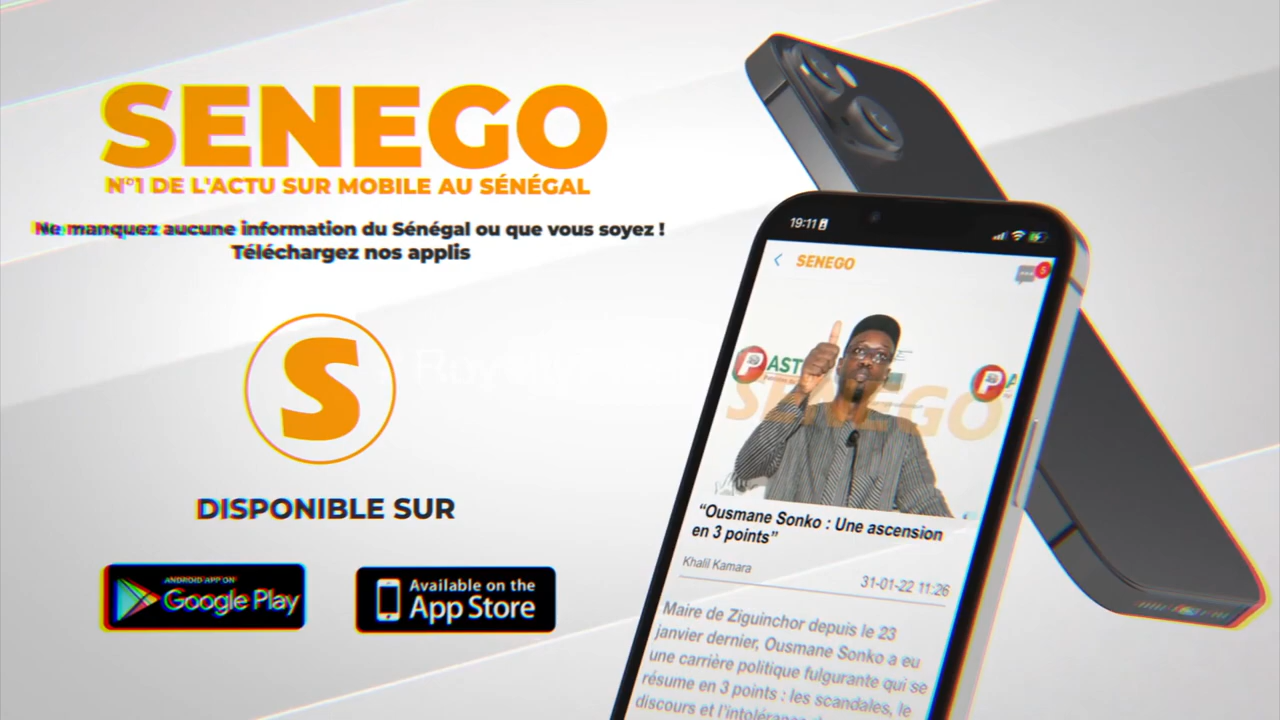 SENEGO
N°1 DE L'ACTU SUR MOBILE AU SÉNÉGAL
Ne manquez aucune information du Sénégal ou que vous soyez !
Téléchargez nos applis
S
DISPONIBLE SUR
ANDROID APP ON
Google Play
Available on the
App Store
19:11
SENEGO
5
PAST
P
SENEGO
“Ousmane Sonko : Une ascension
en 3 points”
Khalil Kamara
31-01-22 11:26
Maire de Ziguinchor depuis le 23
janvier dernier, Ousmane Sonko a eu
une carrière politique fulgurante qui se
résume en 3 points : les scandales, le
discours et l'intolérance